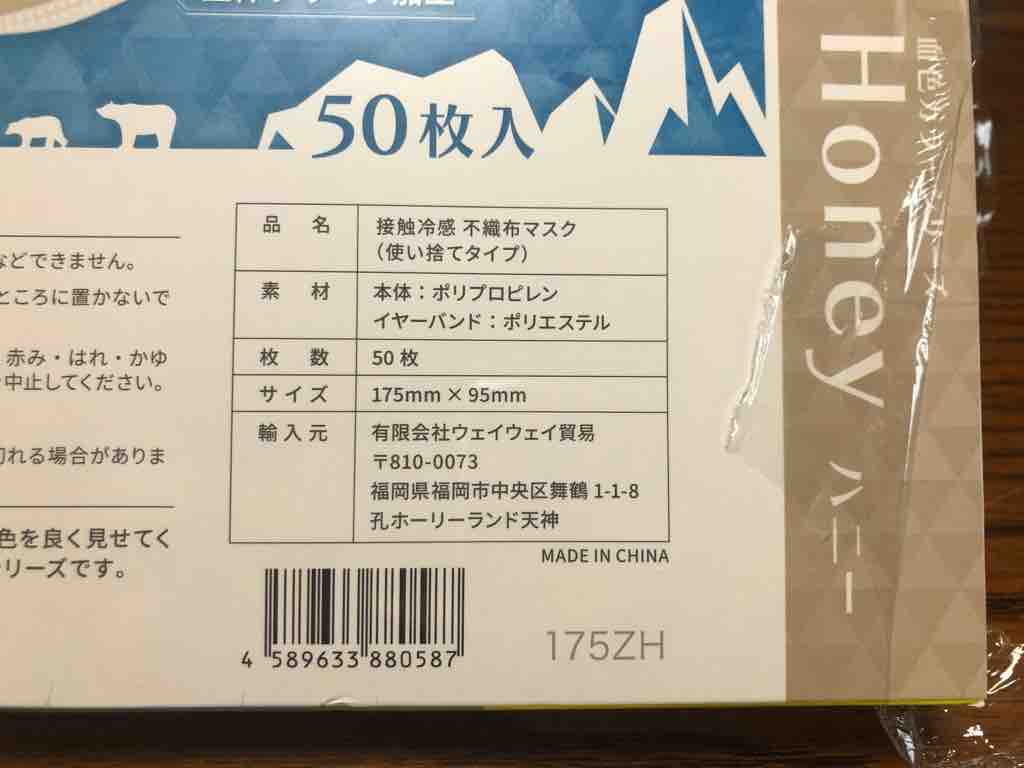 50枚入
などできません。
ところに置かないで
赤み・はれ・かゆ
中止してください。
切れる場合がありま
色を良く見せてく
リーズです。
品名 接触冷感 不織布マスク
（使い捨てタイプ）
素材 本体：ポリプロピレン
イヤーバンド：ポリエステル
枚数 50 枚
サイズ 175mm × 95mm
輸入元 有限会社ウェイウェイ貿易
〒810-0073
福岡県福岡市中央区舞鶴 1-1-8
孔ホーリーランド天神
MADE IN CHINA
4 589633 880587
175ZH
Honey ハニー